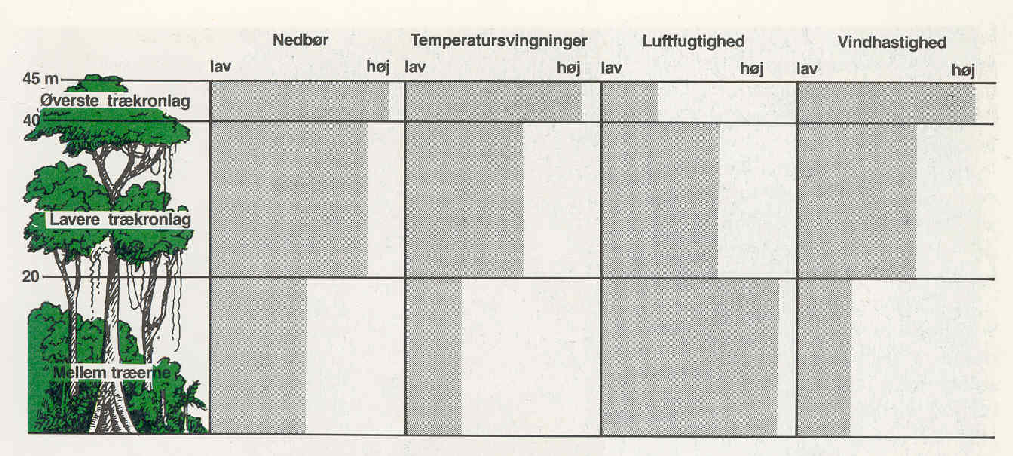 Nedbør Temperatursvingninger Luftfugtighed Vindhastighed
lav høj lav høj lav høj lav høj
45 m
Øverste trækronlag
40
Lavere trækronlag
20
Mellem træerne